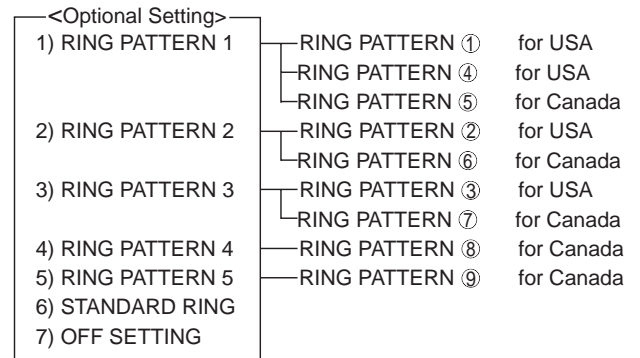 <Optional Setting>
1) RING PATTERN 1 RING PATTERN ① for USA
RING PATTERN ④ for USA
RING PATTERN ⑤ for Canada
2) RING PATTERN 2 RING PATTERN ② for USA
RING PATTERN ⑥ for Canada
3) RING PATTERN 3 RING PATTERN ③ for USA
RING PATTERN ⑦ for Canada
4) RING PATTERN 4 RING PATTERN ⑧ for Canada
5) RING PATTERN 5 RING PATTERN ⑨ for Canada
6) STANDARD RING
7) OFF SETTING